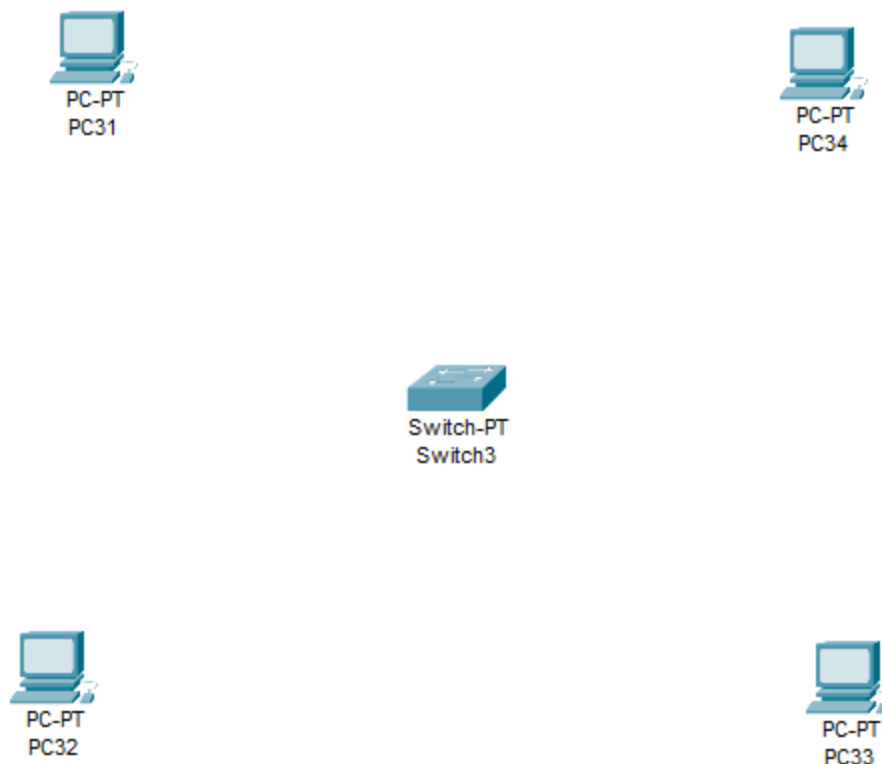 PC-PT
PC31
PC-PT
PC34
Switch-PT
Switch3
PC-PT
PC32
PC-PT
PC33